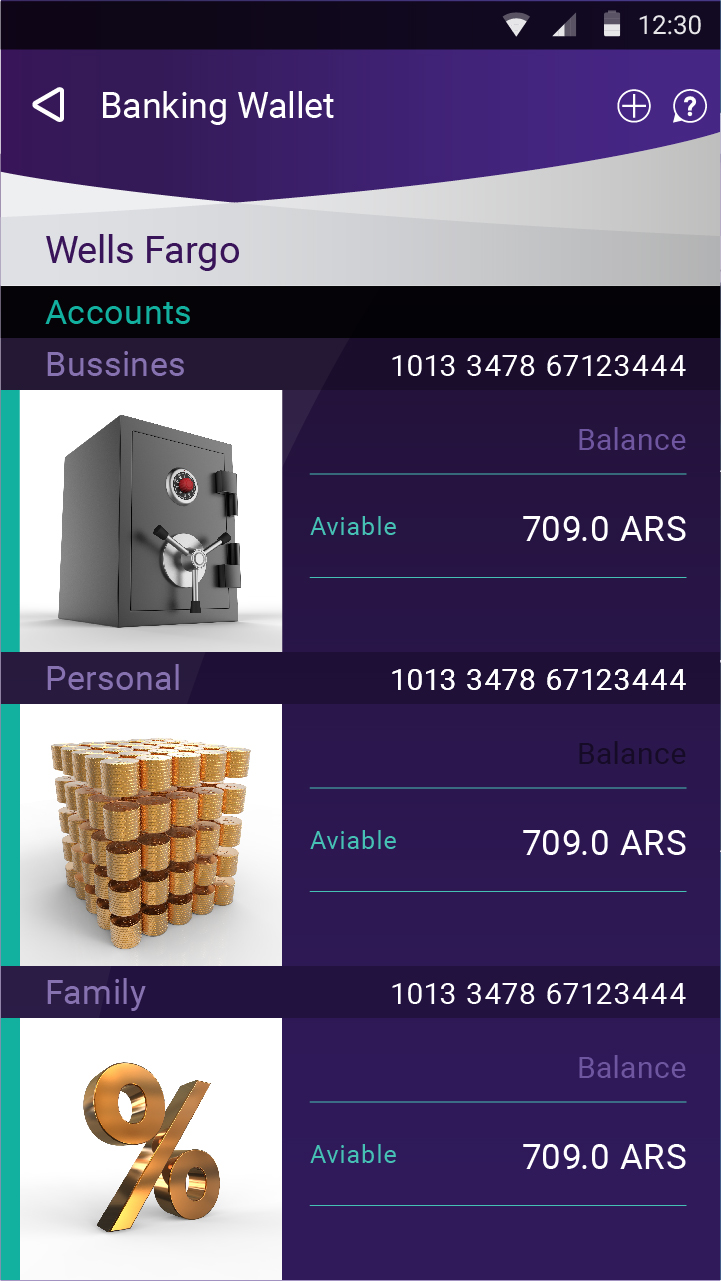 12:30
Banking Wallet
Wells Fargo
Accounts
Bussines 1013 3478 67123444
Balance
Aviable 709.0 ARS
Personal 1013 3478 67123444
Balance
Aviable 709.0 ARS
Family 1013 3478 67123444
Balance
Aviable 709.0 ARS